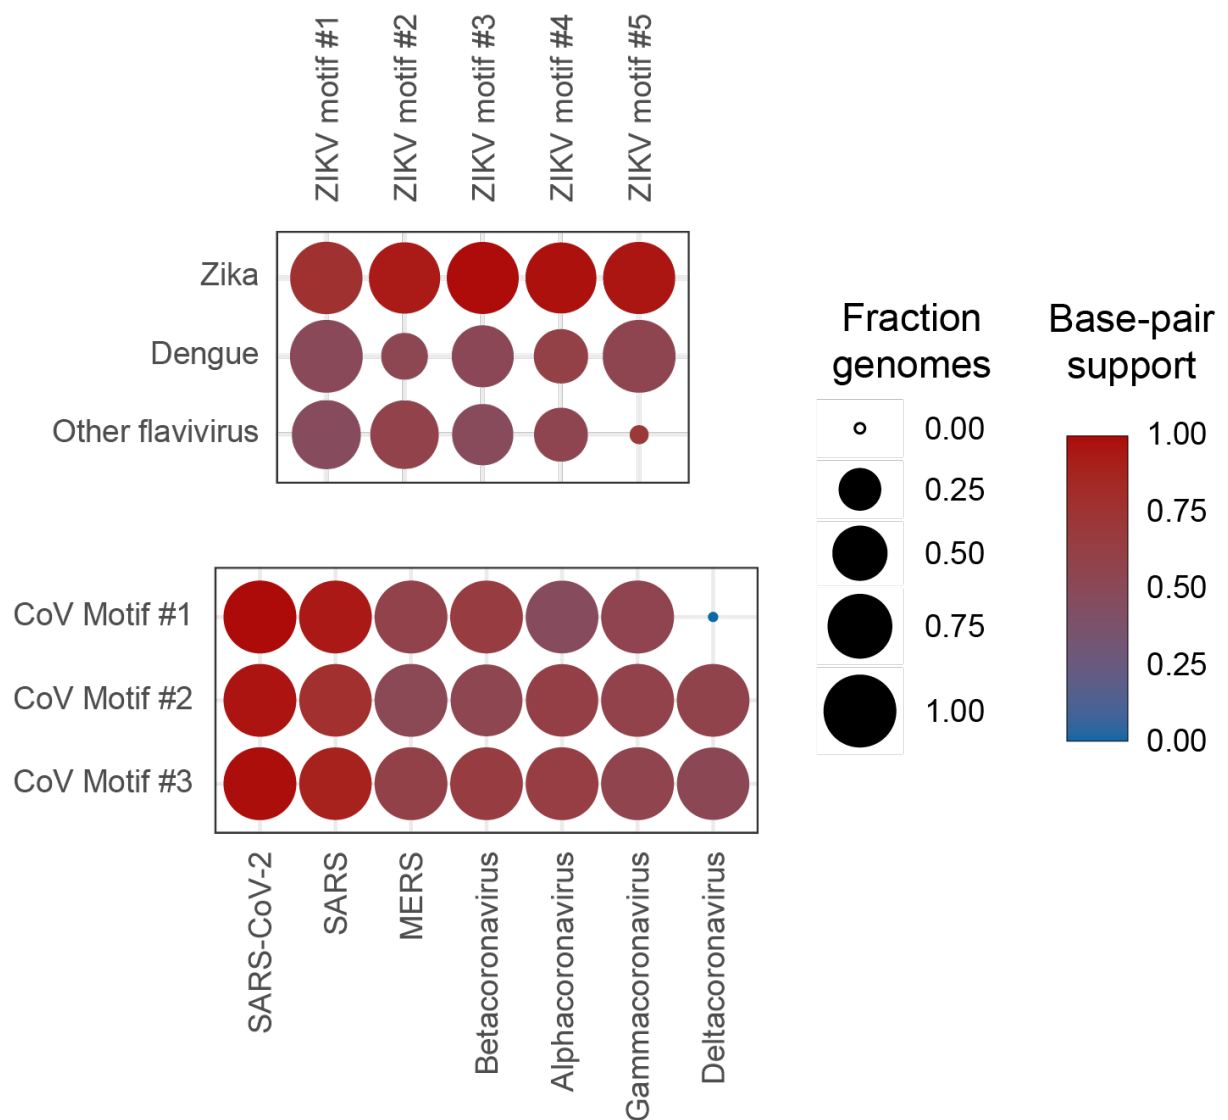 ZIKV motif #1
ZIKV motif #2
ZIKV motif #3
ZIKV motif #4
ZIKV motif #5
Zika
Dengue
Other flavivirus
CoV Motif #1
CoV Motif #2
CoV Motif #3
SARS-CoV-2
SARS
MERS
Betacoronavirus
Alphacoronavirus
Gammacoronavirus
Deltacoronavirus
Fraction
genomes
0.00
0.25
0.50
0.75
1.00
Base-pair
support
1.00
0.75
0.50
0.25
0.00